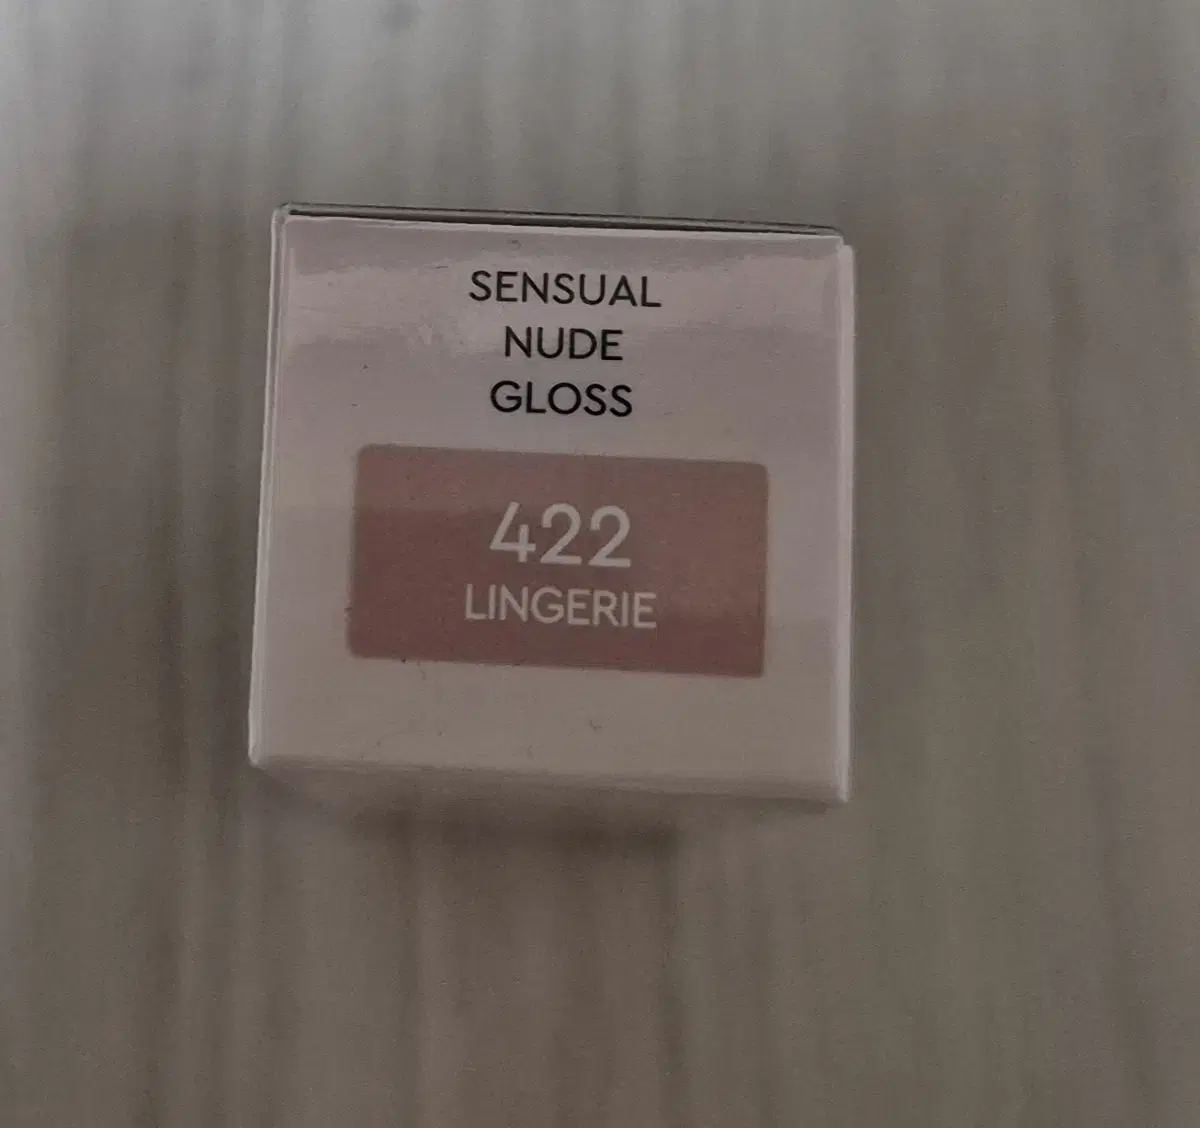 SENSUAL
NUDE
GLOSS
422
LINGERIE